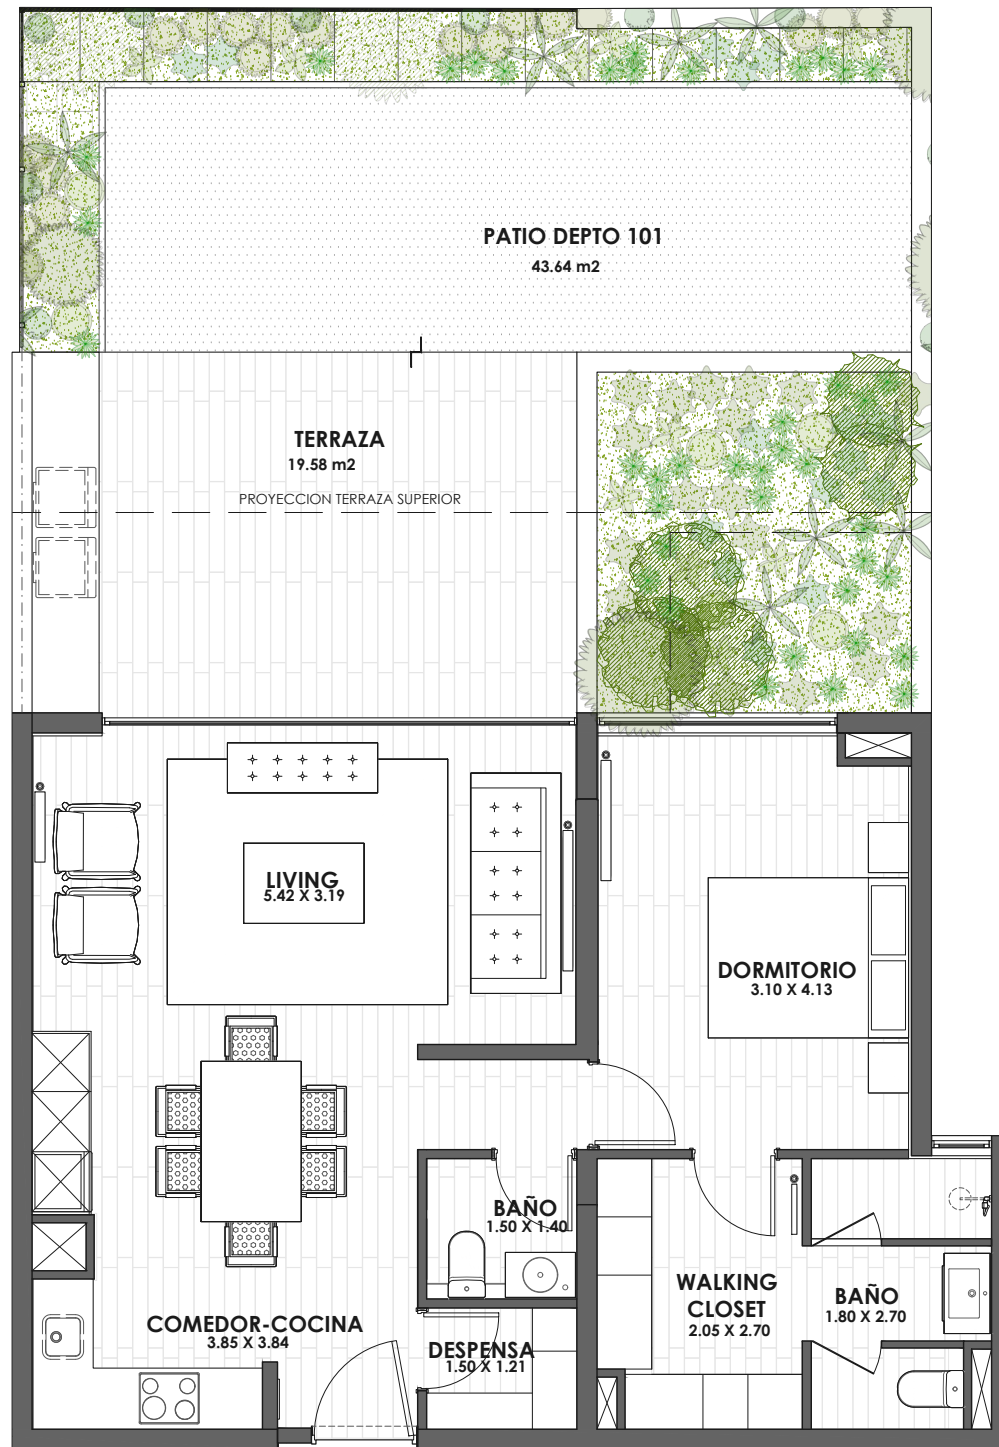 PATIO DEPTO 101
43.64 m2
TERRAZA
19.58 m2
PROYECCION TERRAZA SUPERIOR
LIVING
5.42 X 3.19
DORMITORIO
3.10 X 4.13
BAÑO
1.50 X 1.40
WALKING
CLOSET
2.05 X 2.70
BAÑO
1.80 X 2.70
COMEDOR-COCINA
3.85 X 3.84
DESPENSA
1.50 X 1.21